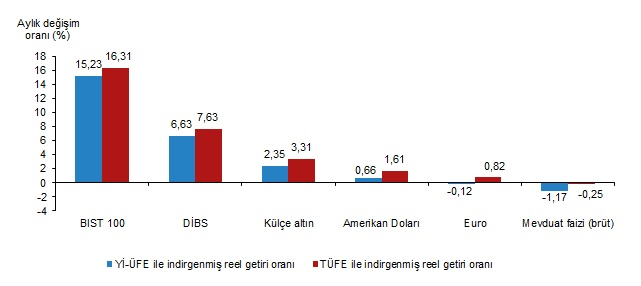 Aylık değişim
oranı (%)
18
16
14
12
10
8
6
4
2
0
-2
-4
15,23
16,31
6,63
7,63
2,35
3,31
0,66
1,61
-0,12
0,82
-1,17
-0,25
BIST 100
DİBS
Külçe altın
Amerikan Doları
Euro
Mevduat faizi (brüt)
Yİ-ÜFE ile indirgenmiş reel getiri oranı
TÜFE ile indirgenmiş reel getiri oranı